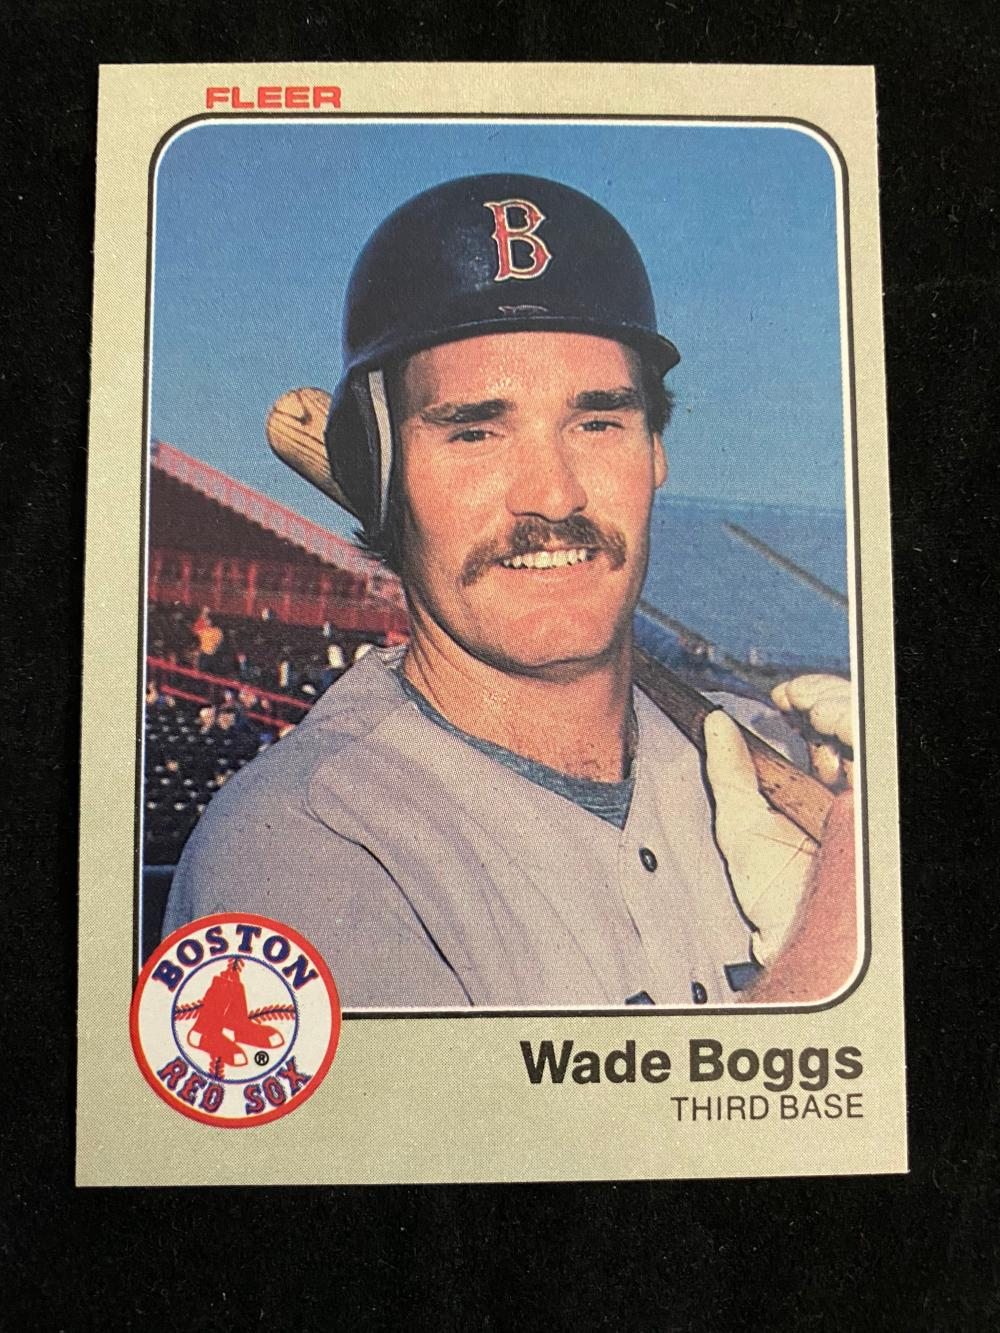 FLEER
B
BOSTON
RED SOX
®
Wade Boggs
THIRD BASE